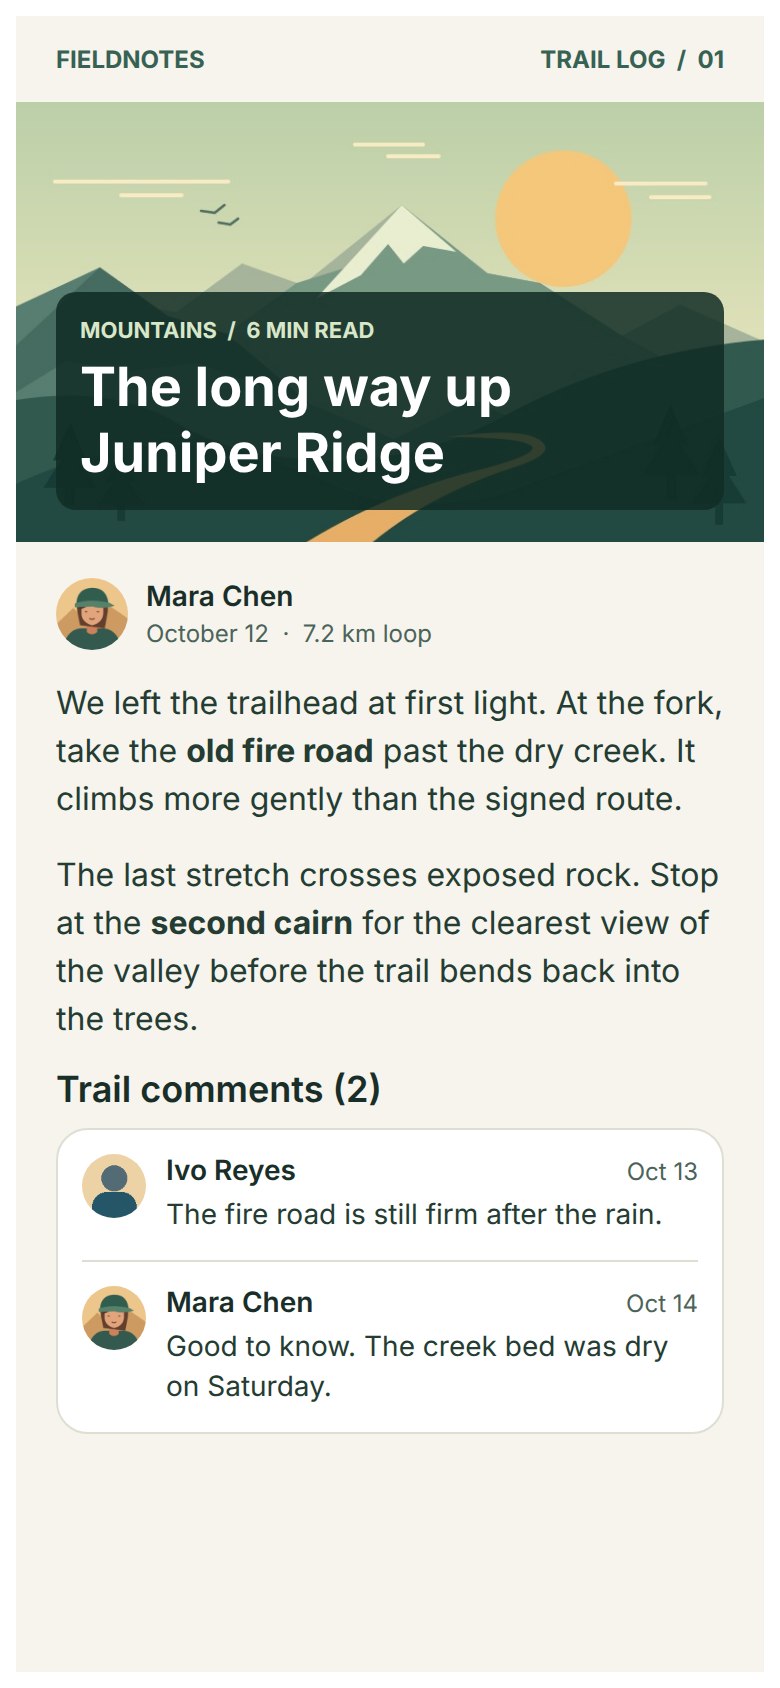 FIELDNOTES
TRAIL LOG / 01
MOUNTAINS / 6 MIN READ
The long way up
Juniper Ridge
Mara Chen
October 12 · 7.2 km loop
We left the trailhead at first light. At the fork,
take the old fire road past the dry creek. It
climbs more gently than the signed route.
The last stretch crosses exposed rock. Stop
at the second cairn for the clearest view of
the valley before the trail bends back into
the trees.
Trail comments (2)
Ivo Reyes
Oct 13
The fire road is still firm after the rain.
Mara Chen
Oct 14
Good to know. The creek bed was dry
on Saturday.